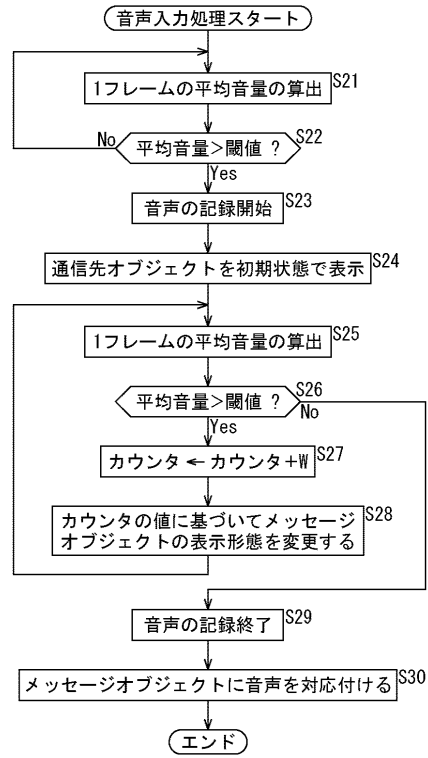 音声入力処理スタート
1フレームの平均音量の算出
S21
平均音量>閾値 ?
S22
No
Yes
音声の記録開始
S23
通信先オブジェクトを初期状態で表示
S24
1フレームの平均音量の算出
S25
平均音量>閾値 ?
S26
No
Yes
カウンタ←カウンタ+W
S27
カウンタの値に基づいてメッセージ
オブジェクトの表示形態を変更する
S28
音声の記録終了
S29
メッセージオブジェクトに音声を対応付ける
S30
エンド